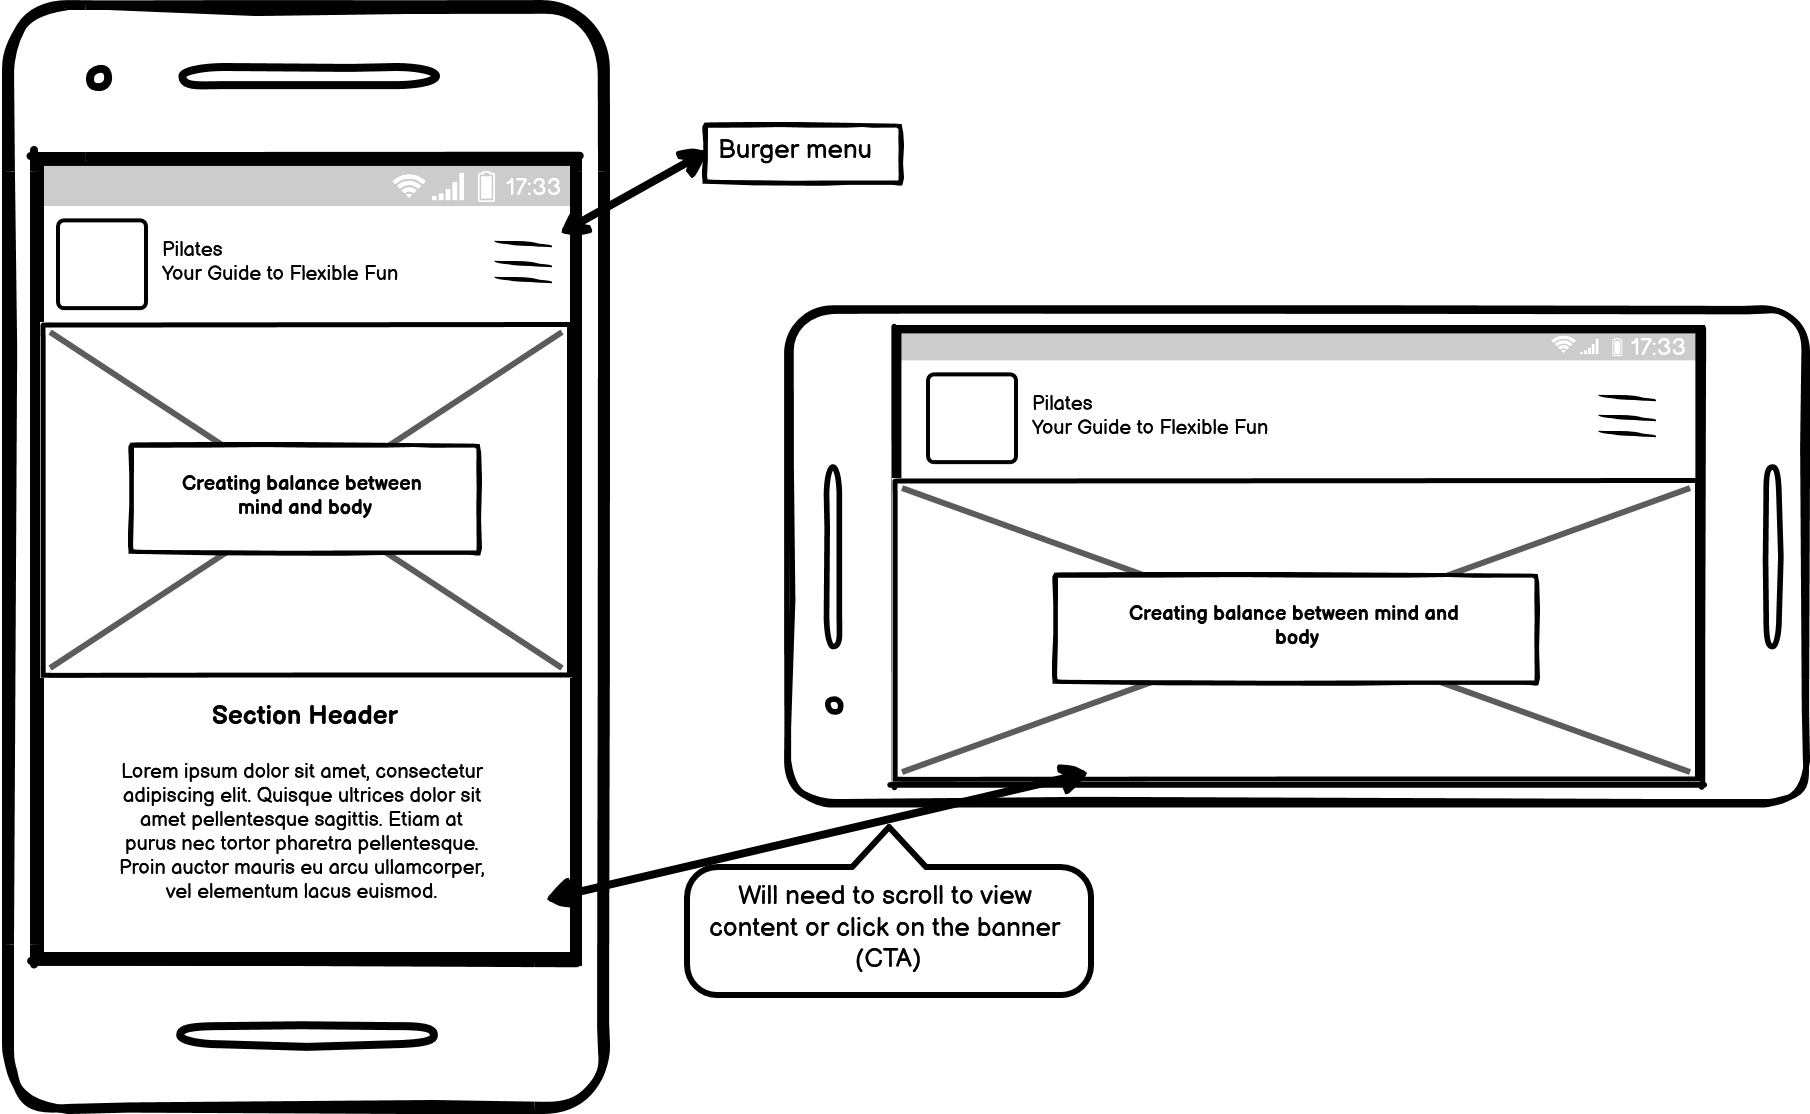 17:33
Pilates
Your Guide to Flexible Fun
Creating balance between
mind and body
Section Header
Lorem ipsum dolor sit amet, consectetur
adipiscing elit. Quisque ultrices dolor sit
amet pellentesque sagittis. Etiam at
purus nec tortor pharetra pellentesque.
Proin auctor mauris eu arcu ullamcorper,
vel elementum lacus euismod.
Burger menu
17:33
Pilates
Your Guide to Flexible Fun
Creating balance between mind and
body
Will need to scroll to view
content or click on the banner
(CTA)